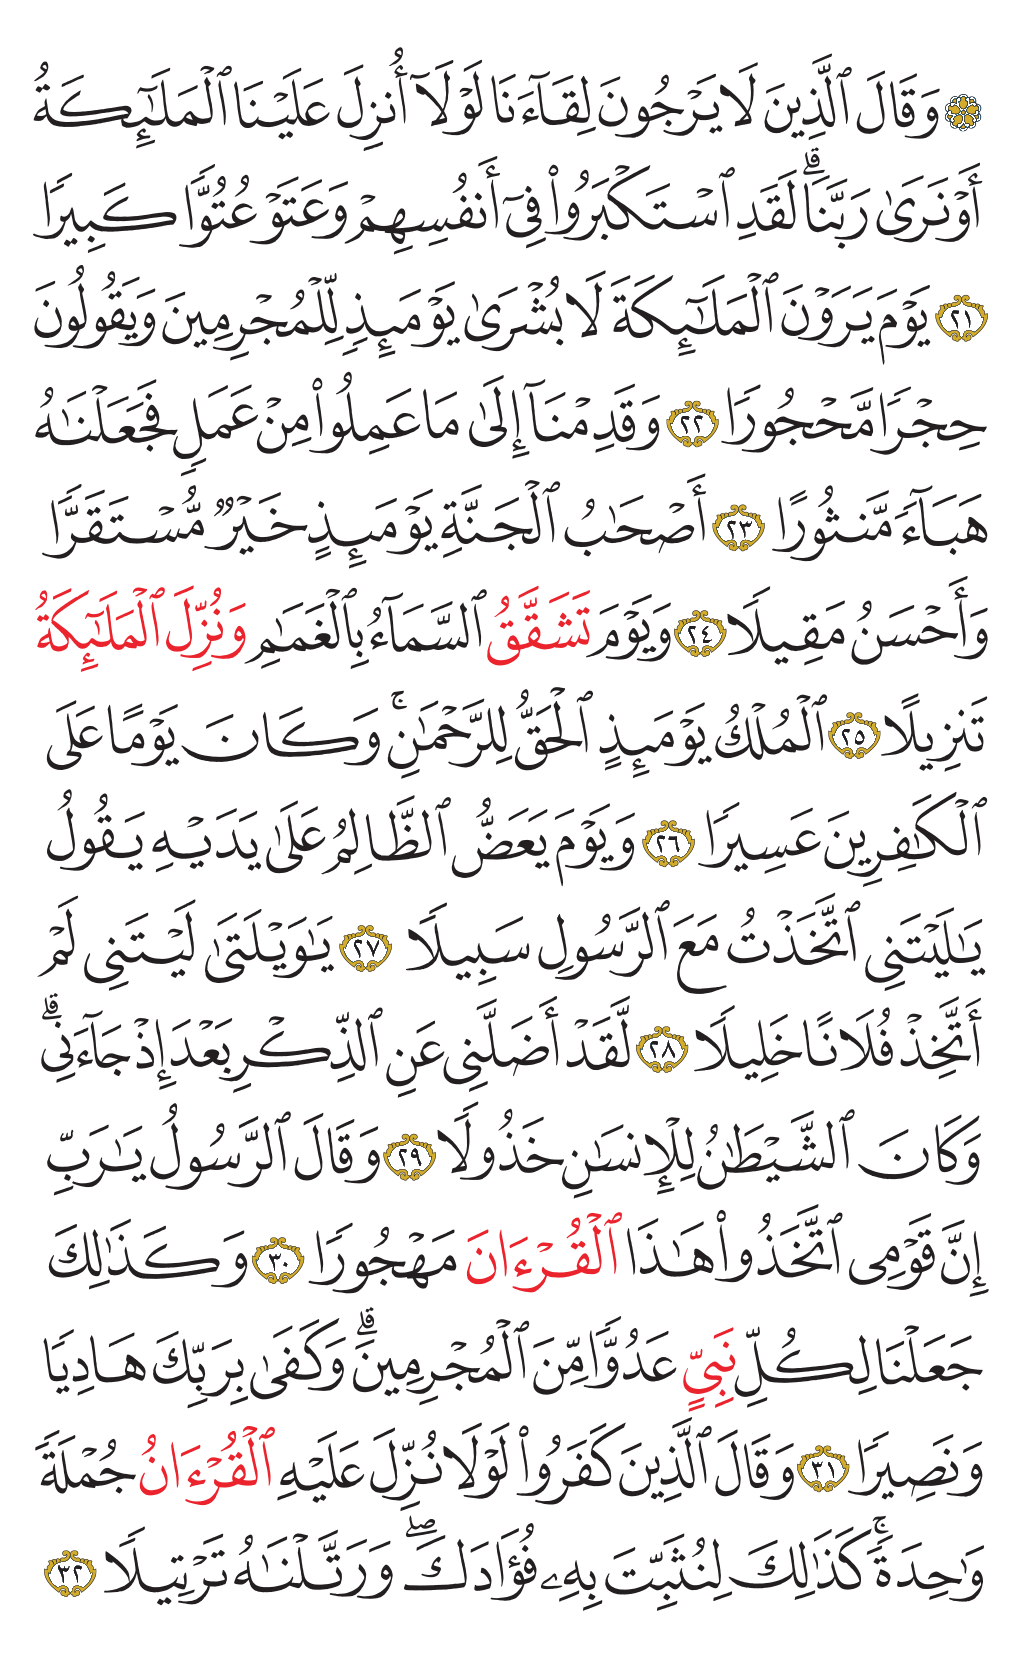 ۞ وَقَالَ ٱلَّذِينَ لَا يَرْجُونَ لِقَآءَنَا لَوْلَآ أُنزِلَ عَلَيْنَا ٱلْمَلَٰٓئِكَةُ
أَوْ نَرَىٰ رَبَّنَا ۗ لَقَدِ ٱسْتَكْبَرُوا۟ فِىٓ أَنفُسِهِمْ وَعَتَوْ عُتُوًّا كَبِيرًا
٢١ يَوْمَ يَرَوْنَ ٱلْمَلَٰٓئِكَةَ لَا بُشْرَىٰ يَوْمَئِذٍ لِّلْمُجْرِمِينَ وَيَقُولُونَ
حِجْرًا مَّحْجُورًا ٢٢ وَقَدِمْنَآ إِلَىٰ مَا عَمِلُوا۟ مِنْ عَمَلٍ فَجَعَلْنَٰهُ
هَبَآءً مَّنثُورًا ٢٣ أَصْحَٰبُ ٱلْجَنَّةِ يَوْمَئِذٍ خَيْرٌ مُّسْتَقَرًّا
وَأَحْسَنُ مَقِيلًا ٢٤ وَيَوْمَ تَشَّقَّقُ ٱلسَّمَآءُ بِٱلْغَمَٰمِ وَنُزِّلَ ٱلْمَلَٰٓئِكَةُ
تَنزِيلًا ٢٥ ٱلْمُلْكُ يَوْمَئِذٍ ٱلْحَقُّ لِلرَّحْمَٰنِ ۚ وَكَانَ يَوْمًا عَلَى
ٱلْكَٰفِرِينَ عَسِيرًا ٢٦ وَيَوْمَ يَعَضُّ ٱلظَّالِمُ عَلَىٰ يَدَيْهِ يَقُولُ
يَٰلَيْتَنِى ٱتَّخَذْتُ مَعَ ٱلرَّسُولِ سَبِيلًا ٢٧ يَٰوَيْلَتَىٰ لَيْتَنِى لَمْ
أَتَّخِذْ فُلَانًا خَلِيلًا ٢٨ لَّقَدْ أَضَلَّنِى عَنِ ٱلذِّكْرِ بَعْدَ إِذْ جَآءَنِى ۗ
وَكَانَ ٱلشَّيْطَٰنُ لِلْإِنسَٰنِ خَذُولًا ٢٩ وَقَالَ ٱلرَّسُولُ يَٰرَبِّ
إِنَّ قَوْمِى ٱتَّخَذُوا۟ هَٰذَا ٱلْقُرْءَانَ مَهْجُورًا ٣٠ وَكَذَٰلِكَ
جَعَلْنَا لِكُلِّ نَبِىٍّ عَدُوًّا مِّنَ ٱلْمُجْرِمِينَ ۗ وَكَفَىٰ بِرَبِّكَ هَادِيًا
وَنَصِيرًا ٣١ وَقَالَ ٱلَّذِينَ كَفَرُوا۟ لَوْلَا نُزِّلَ عَلَيْهِ ٱلْقُرْءَانُ جُمْلَةً
وَٰحِدَةً ۚ كَذَٰلِكَ لِنُثَبِّتَ بِهِۦ فُؤَادَكَ ۖ وَرَتَّلْنَٰهُ تَرْتِيلًا ٣٢